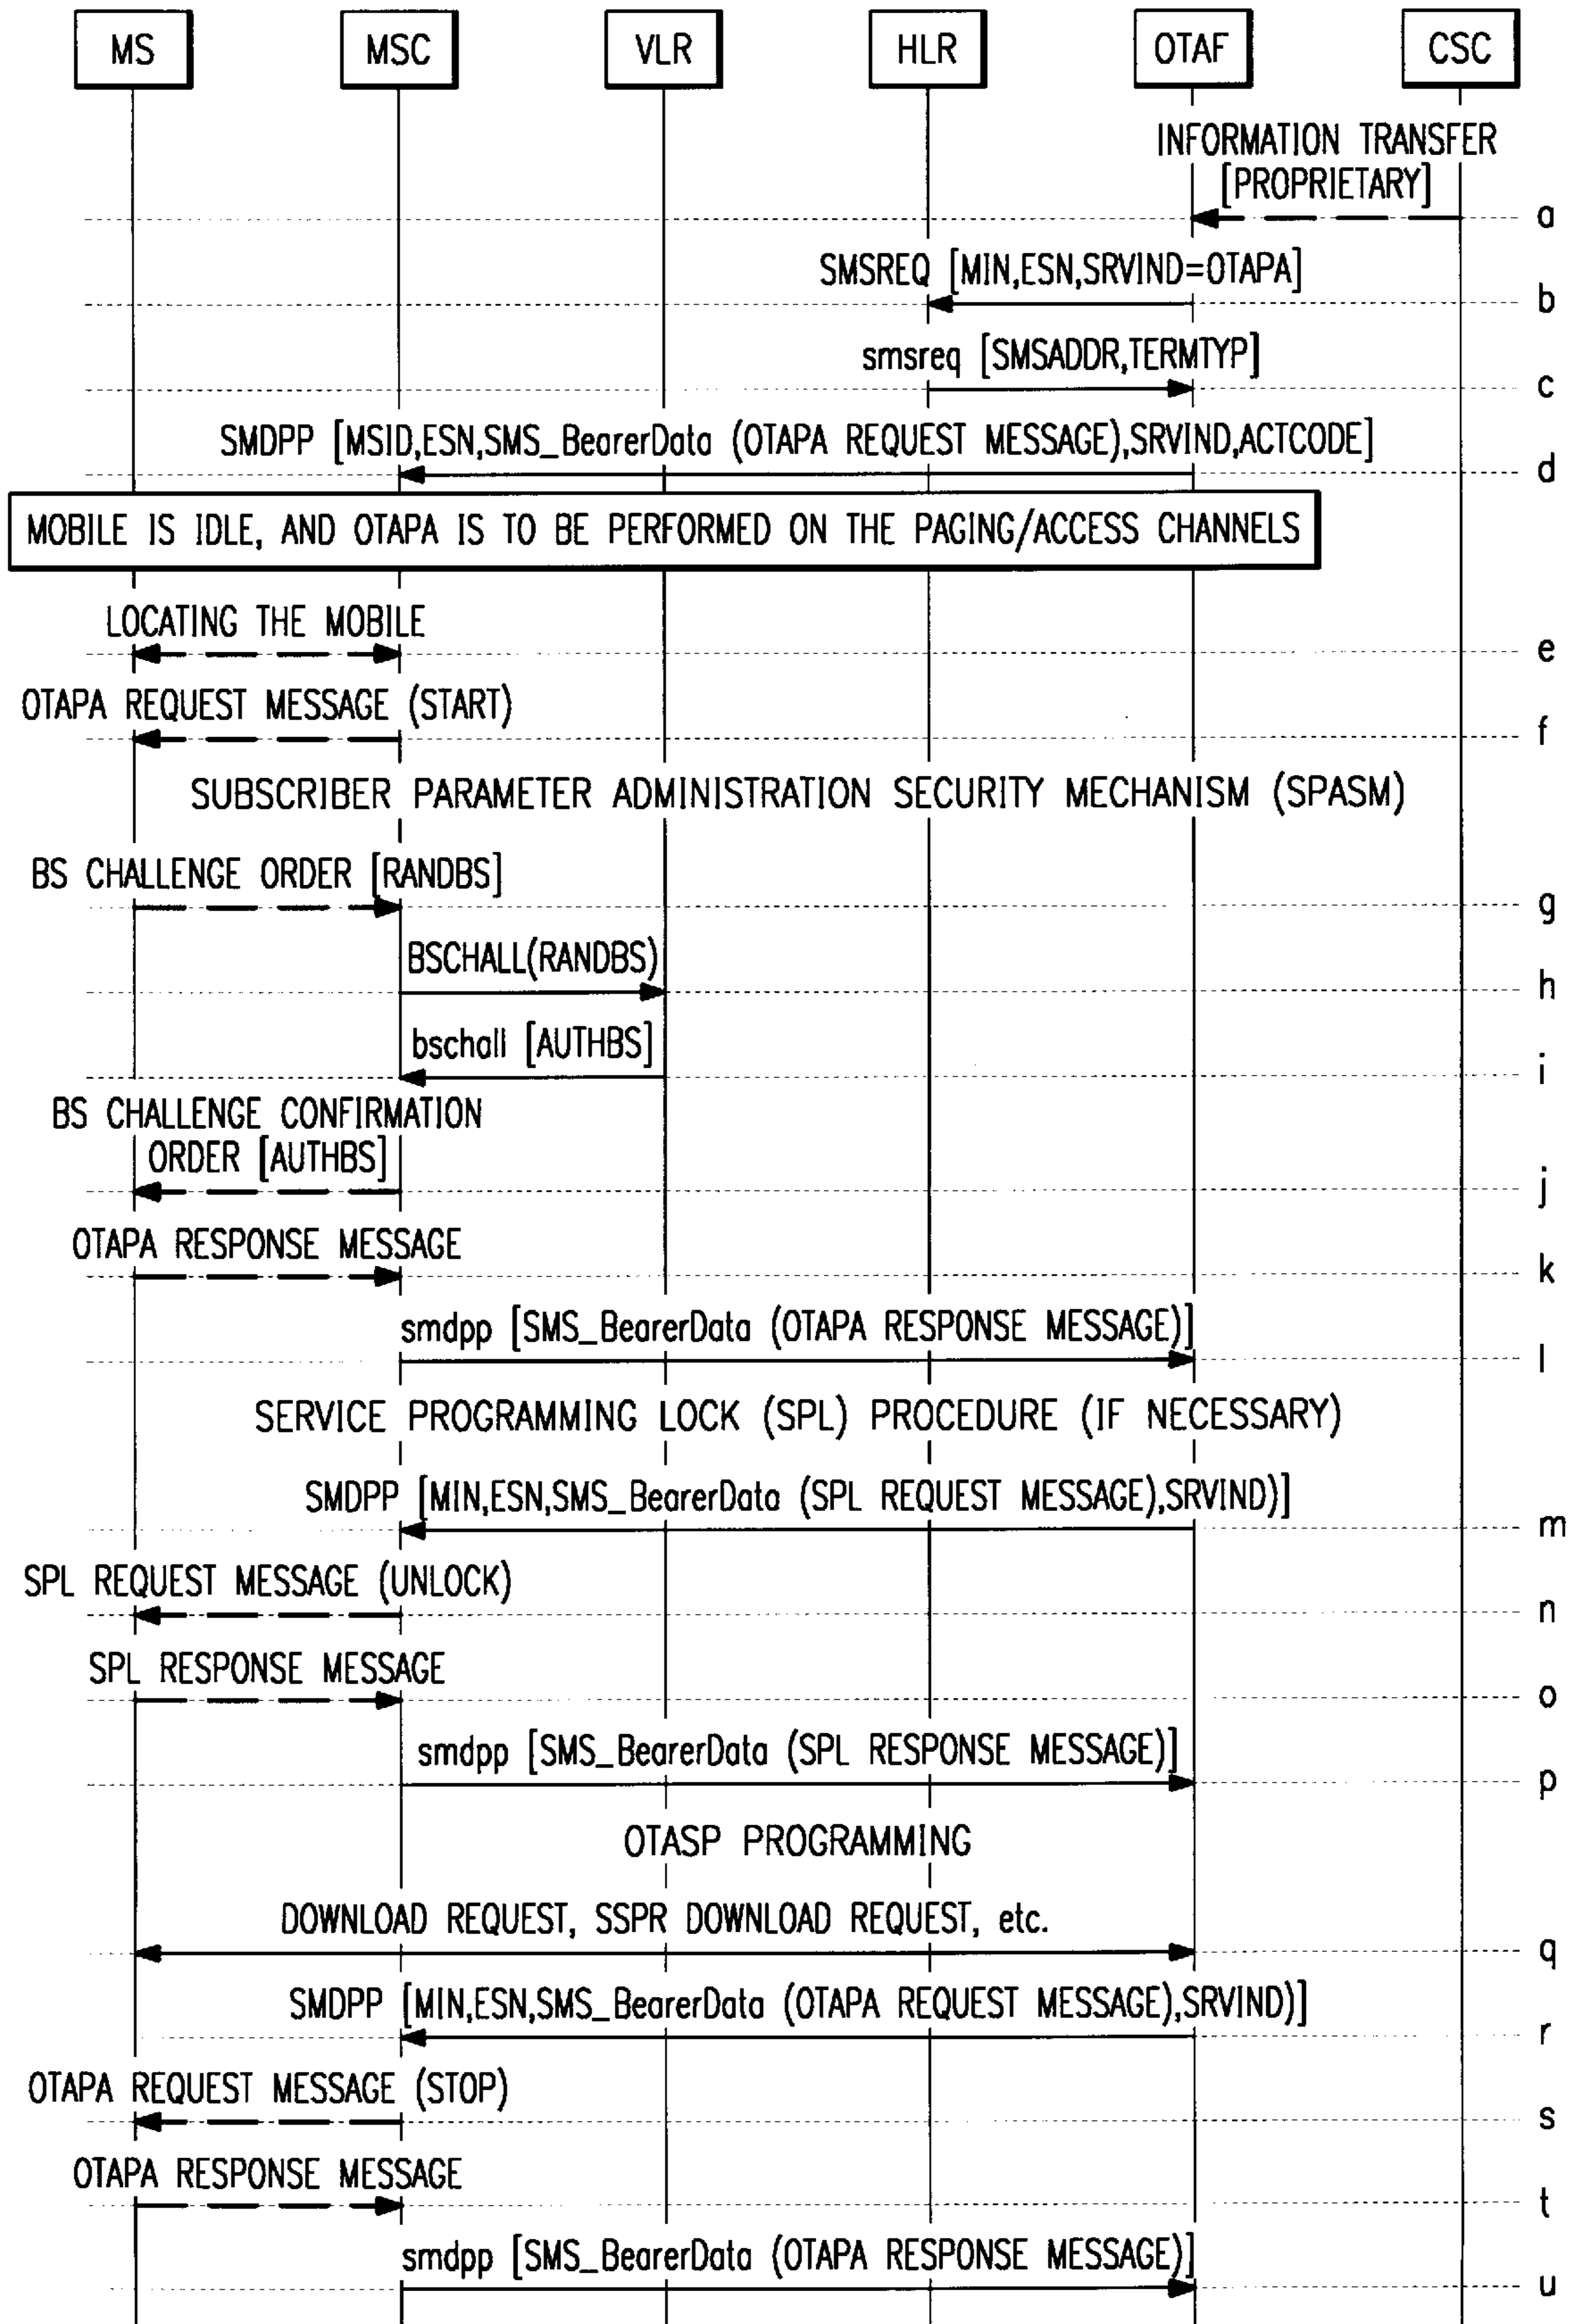 MS MSC VLR HLR OTAF CSC
INFORMATION TRANSFER
[PROPRIETARY]
a
SMSREQ [MIN,ESN,SRVIND=OTAPA]
b
smsreq [SMSADDR,TERMTYP]
c
SMDPP [MSID,ESN,SMS_BearerData (OTAPA REQUEST MESSAGE),SRVIND,ACTCODE]
d
MOBILE IS IDLE, AND OTAPA IS TO BE PERFORMED ON THE PAGING/ACCESS CHANNELS
LOCATING THE MOBILE
e
OTAPA REQUEST MESSAGE (START)
f
SUBSCRIBER PARAMETER ADMINISTRATION SECURITY MECHANISM (SPASM)
BS CHALLENGE ORDER [RANDBS]
g
BSCHALL(RANDBS)
h
bschall [AUTHBS]
i
BS CHALLENGE CONFIRMATION
ORDER [AUTHBS]
j
OTAPA RESPONSE MESSAGE
k
smdpp [SMS_BearerData (OTAPA RESPONSE MESSAGE)]
l
SERVICE PROGRAMMING LOCK (SPL) PROCEDURE (IF NECESSARY)
SMDPP [MIN,ESN,SMS_BearerData (SPL REQUEST MESSAGE),SRVIND)]
m
SPL REQUEST MESSAGE (UNLOCK)
n
SPL RESPONSE MESSAGE
o
smdpp [SMS_BearerData (SPL RESPONSE MESSAGE)]
p
OTASP PROGRAMMING
DOWNLOAD REQUEST, SSPR DOWNLOAD REQUEST, etc.
q
SMDPP [MIN,ESN,SMS_BearerData (OTAPA REQUEST MESSAGE),SRVIND)]
r
OTAPA REQUEST MESSAGE (STOP)
s
OTAPA RESPONSE MESSAGE
t
smdpp [SMS_BearerData (OTAPA RESPONSE MESSAGE)]
u